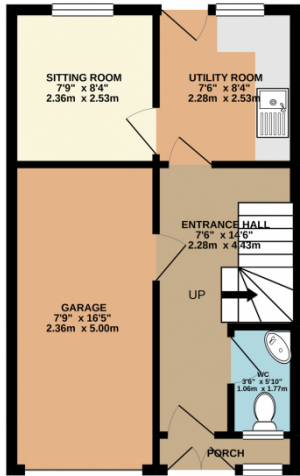 SITTING ROOM
7'9" x 8'4"
2.36m x 2.53m
UTILITY ROOM
7'6" x 8'4"
2.28m x 2.53m
ENTRANCE HALL
7'6" x 14'6"
2.28m x 4.43m
UP
GARAGE
7'9" x 16'5"
2.36m x 5.00m
WC
3'6" x 5'10"
1.06m x 1.77m
PORCH